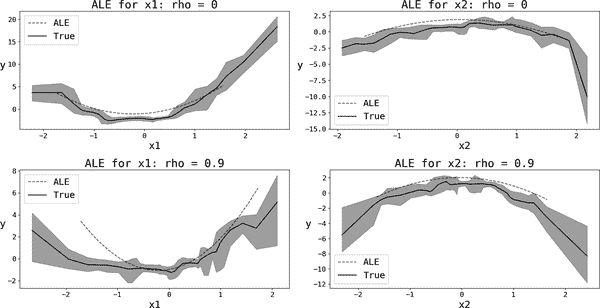 ALE for x1: rho = 0
20
15
10
5
0
y
ALE
True
−2
−1
0
1
2
x1
ALE for x2: rho = 0
2.5
0.0
−2.5
−5.0
−7.5
−10.0
−12.5
−15.0
y
ALE
True
−2
−1
0
1
2
x2
ALE for x1: rho = 0.9
8
6
4
2
0
−2
y
ALE
True
−2
−1
0
1
2
x1
ALE for x2: rho = 0.9
2
0
−2
−4
−6
−8
−10
−12
y
ALE
True
−2
−1
0
1
2
x2